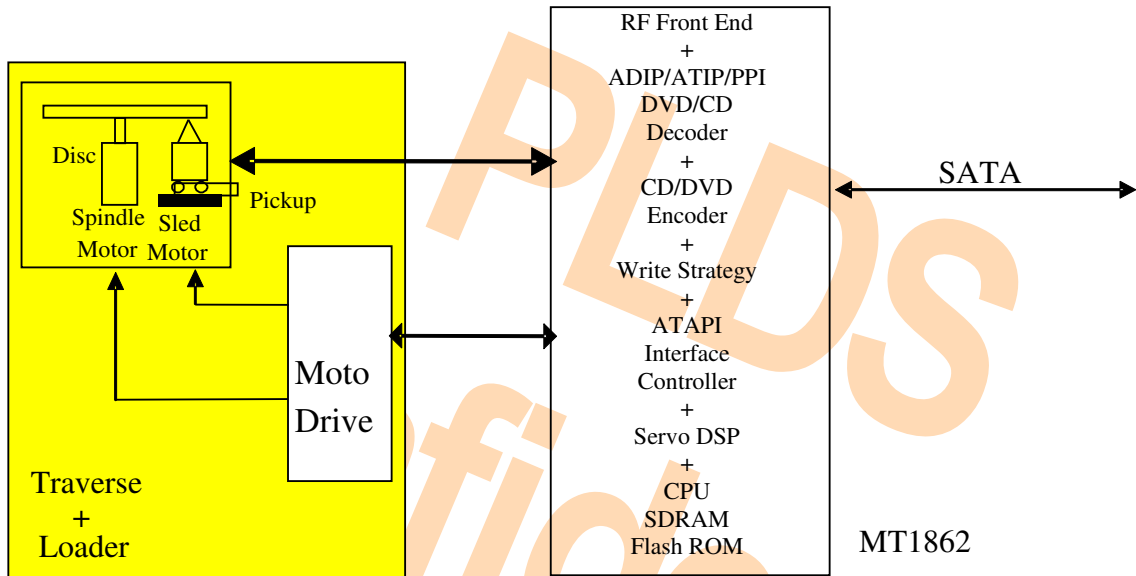 Disc
Spindle
Motor
Sled
Motor
Pickup
Moto
Drive
Traverse
+
Loader
RF Front End
+
ADIP/ATIP/PPI
DVD/CD
Decoder
+
CD/DVD
Encoder
+
Write Strategy
+
ATAPI
Interface
Controller
+
Servo DSP
+
CPU
SDRAM
Flash ROM
SATA
MT1862
PLDS